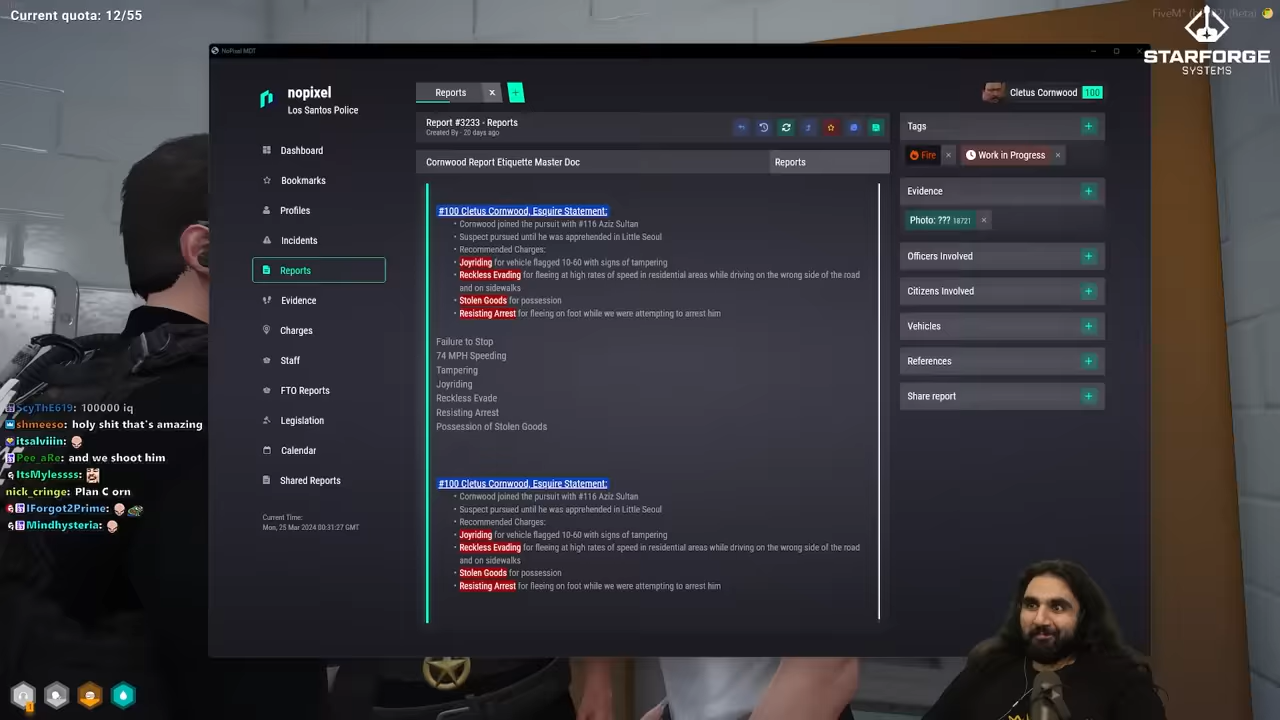 Current quota: 12/55
STARFORGE
SYSTEMS
NoPixel MDT
nopixel
Los Santos Police
Reports
Cletus Cornwood 100
Report #3233 - Reports
Created By - 20 days ago
Cornwood Report Etiquette Master Doc
Reports
Dashboard
Bookmarks
Profiles
Incidents
Reports
Evidence
Charges
Staff
FTO Reports
Legislation
Calendar
Shared Reports
Current Time:
Mon, 25 Mar 2024 00:31:27 GMT
#100 Cletus Cornwood, Esquire Statement:
• Cornwood joined the pursuit with #116 Aziz Sultan
• Suspect pursued until he was apprehended in Little Seoul
• Recommended Charges:
• Joyriding for vehicle flagged 10-60 with signs of tampering
• Reckless Evading for fleeing at high rates of speed in residential areas while driving on the wrong side of the road
and on sidewalks
• Stolen Goods for possession
• Resisting Arrest for fleeing on foot while we were attempting to arrest him
Failure to Stop
74 MPH Speeding
Tampering
Joyriding
Reckless Evade
Resisting Arrest
Possession of Stolen Goods
#100 Cletus Cornwood, Esquire Statement:
• Cornwood joined the pursuit with #116 Aziz Sultan
• Suspect pursued until he was apprehended in Little Seoul
• Recommended Charges:
• Joyriding for vehicle flagged 10-60 with signs of tampering
• Reckless Evading for fleeing at high rates of speed in residential areas while driving on the wrong side of the road
and on sidewalks
• Stolen Goods for possession
• Resisting Arrest for fleeing on foot while we were attempting to arrest him
Tags
Fire
Work in Progress
Evidence
Photo: ??? 18721
Officers Involved
Citizens Involved
Vehicles
References
Share report
ScyThE619: 100000 iq
shmeeso: holy shit that's amazing
itsalviiin:
Pee_aRe: and we shoot him
ItsMylessss:
nick_cringe: Plan C orn
IForgot2Prime:
Mindhysteria: